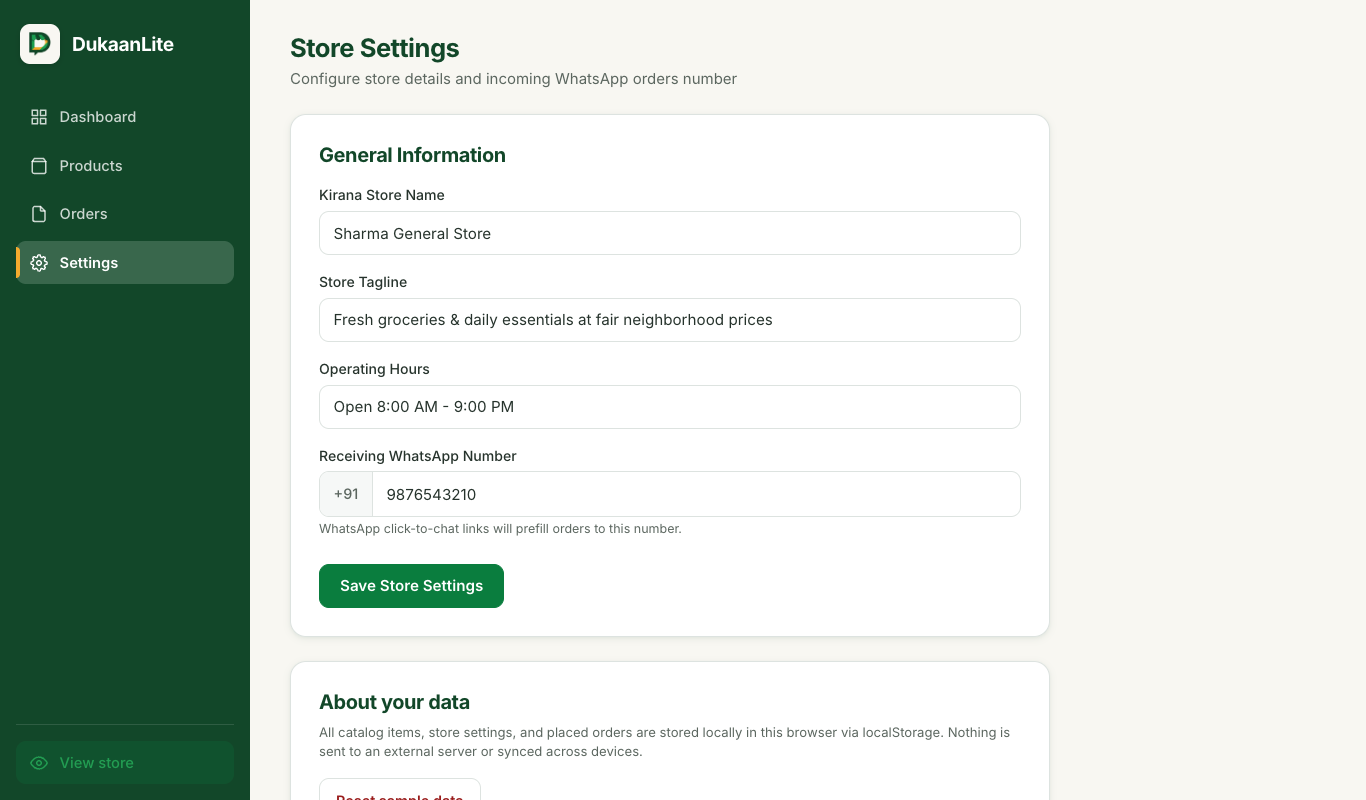 DukaanLite
Dashboard
Products
Orders
Settings
View store
Store Settings
Configure store details and incoming WhatsApp orders number
General Information
Kirana Store Name
Sharma General Store
Store Tagline
Fresh groceries & daily essentials at fair neighborhood prices
Operating Hours
Open 8:00 AM - 9:00 PM
Receiving WhatsApp Number
+91 9876543210
WhatsApp click-to-chat links will prefill orders to this number.
Save Store Settings
About your data
All catalog items, store settings, and placed orders are stored locally in this browser via localStorage. Nothing is
sent to an external server or synced across devices.
Reset sample data